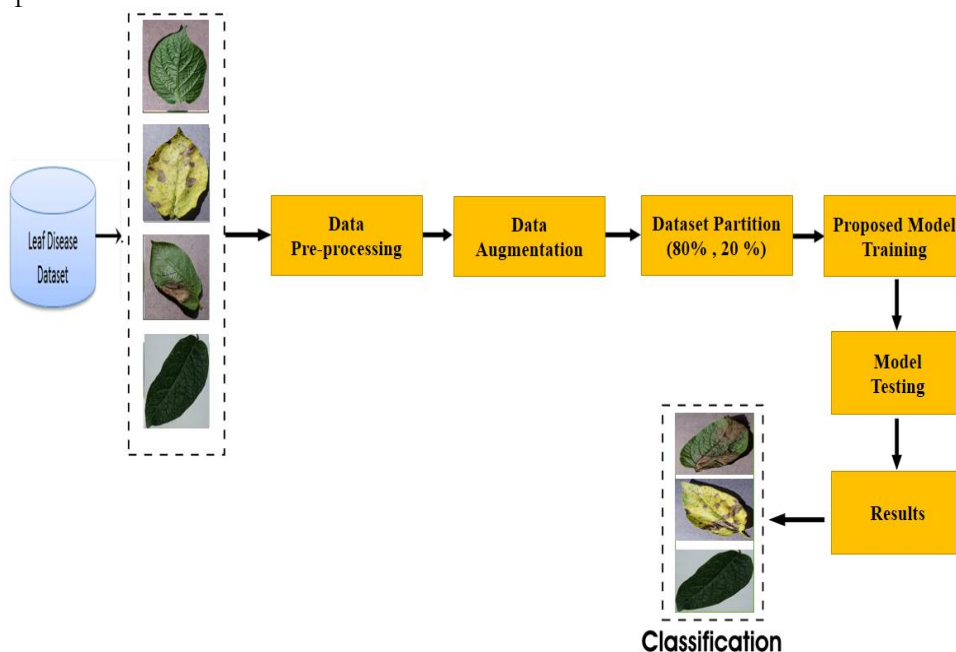 Leaf Disease
Dataset
Data
Pre-processing
Data
Augmentation
Dataset Partition
(80% , 20 %)
Proposed Model
Training
Model
Testing
Results
Classification